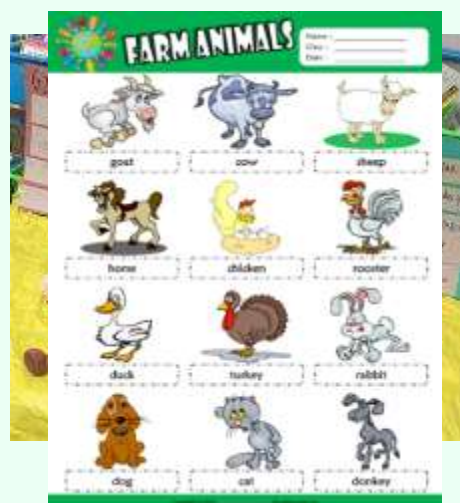 FARM ANIMALS
Name :
Class :
Date :
goat
cow
sheep
horse
chicken
rooster
duck
turkey
rabbit
dog
cat
donkey